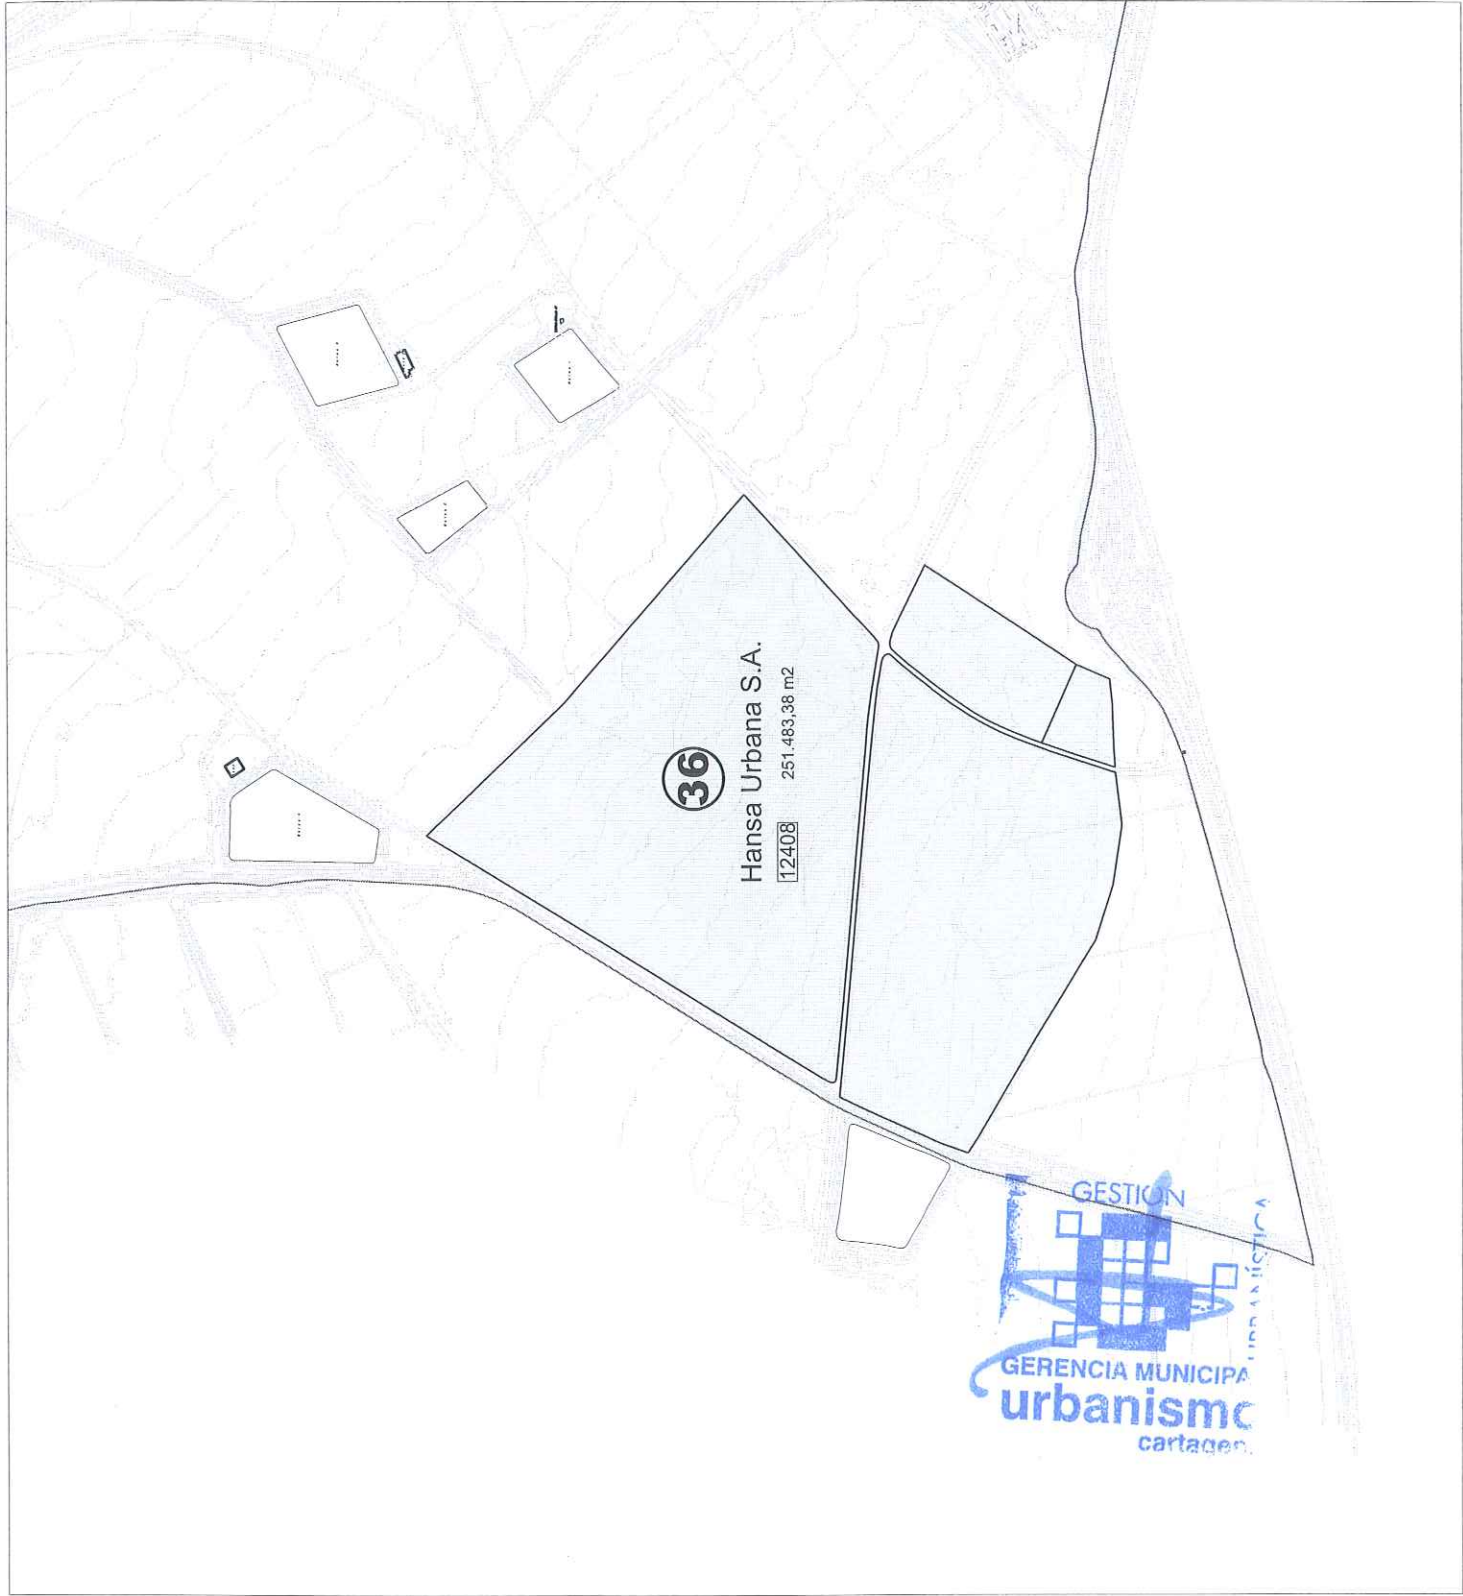 36
Hansa Urbana S.A.
12408 251.483,38 m2
GESTIÓN
GERENCIA MUNICIPA
urbanismo
cartagen